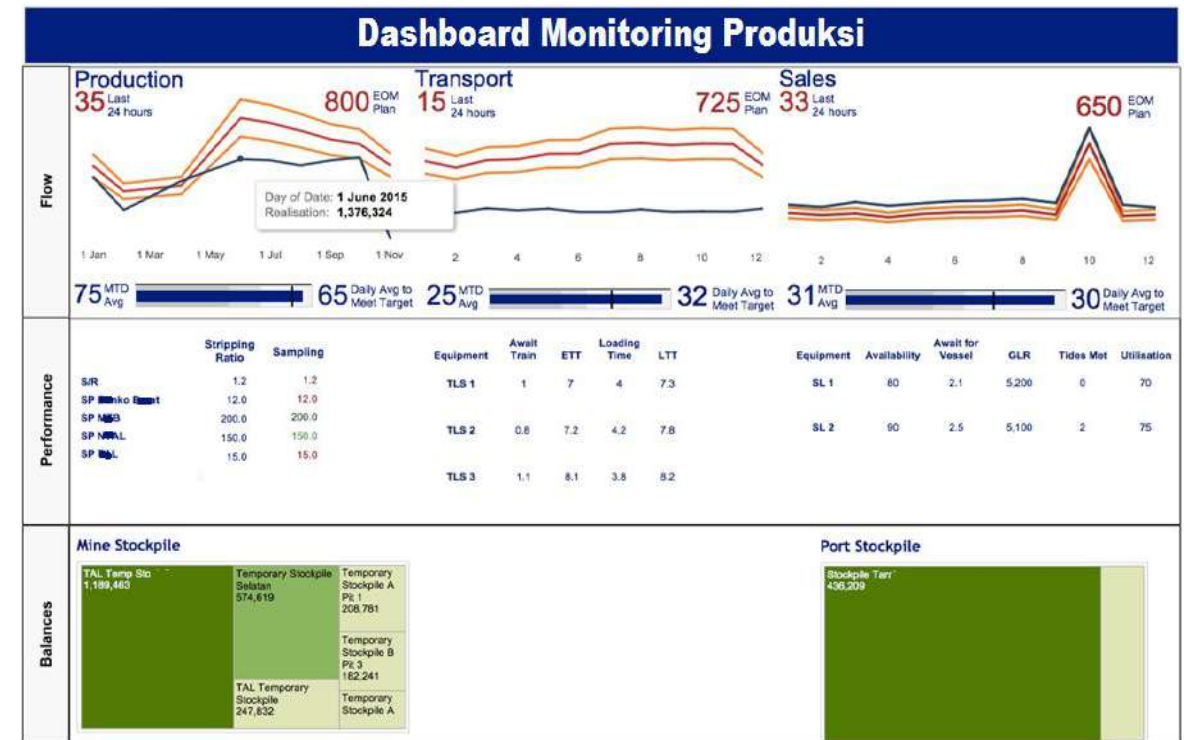 Dashboard Monitoring Produksi
Flow
Production
35 Last 24 hours
800 EOM Plan
Day of Date: 1 June 2015
Realisation: 1,376,324
1 Jan 1 Mar 1 May 1 Jul 1 Sep 1 Nov
75 MTD Avg
65 Daily Avg to Meet Target
Transport
15 Last 24 hours
725 EOM Plan
2 4 6 8 10 12
25 MTD Avg
32 Daily Avg to Meet Target
Sales
33 Last 24 hours
650 EOM Plan
2 4 6 8 10 12
31 MTD Avg
30 Daily Avg to Meet Target
Performance
Stripping Ratio Sampling
S/R 1.2 1.2
SP 12.0 12.0
SP 200.0 200.0
SP 150.0 150.0
SP 15.0 15.0
Equipment Await Train ETT Loading Time LTT
TLS 1 1 7 4 7.3
TLS 2 0.8 7.2 4.2 7.8
TLS 3 1.1 8.1 3.8 8.2
Equipment Availability Await for Vessel GLR Tides Met Utilisation
SL 1 80 2.1 5,200 0 70
SL 2 90 2.5 5,100 2 75
Balances
Mine Stockpile
TAL Temp
1,189,463
Temporary Stockpile
Selatan
574,619
TAL Temporary
Stockpile
247,832
Temporary
Stockpile A
Pit 1
208,781
Temporary
Stockpile B
Pit 3
182,241
Temporary
Stockpile A
Port Stockpile
Stockpile
436,209